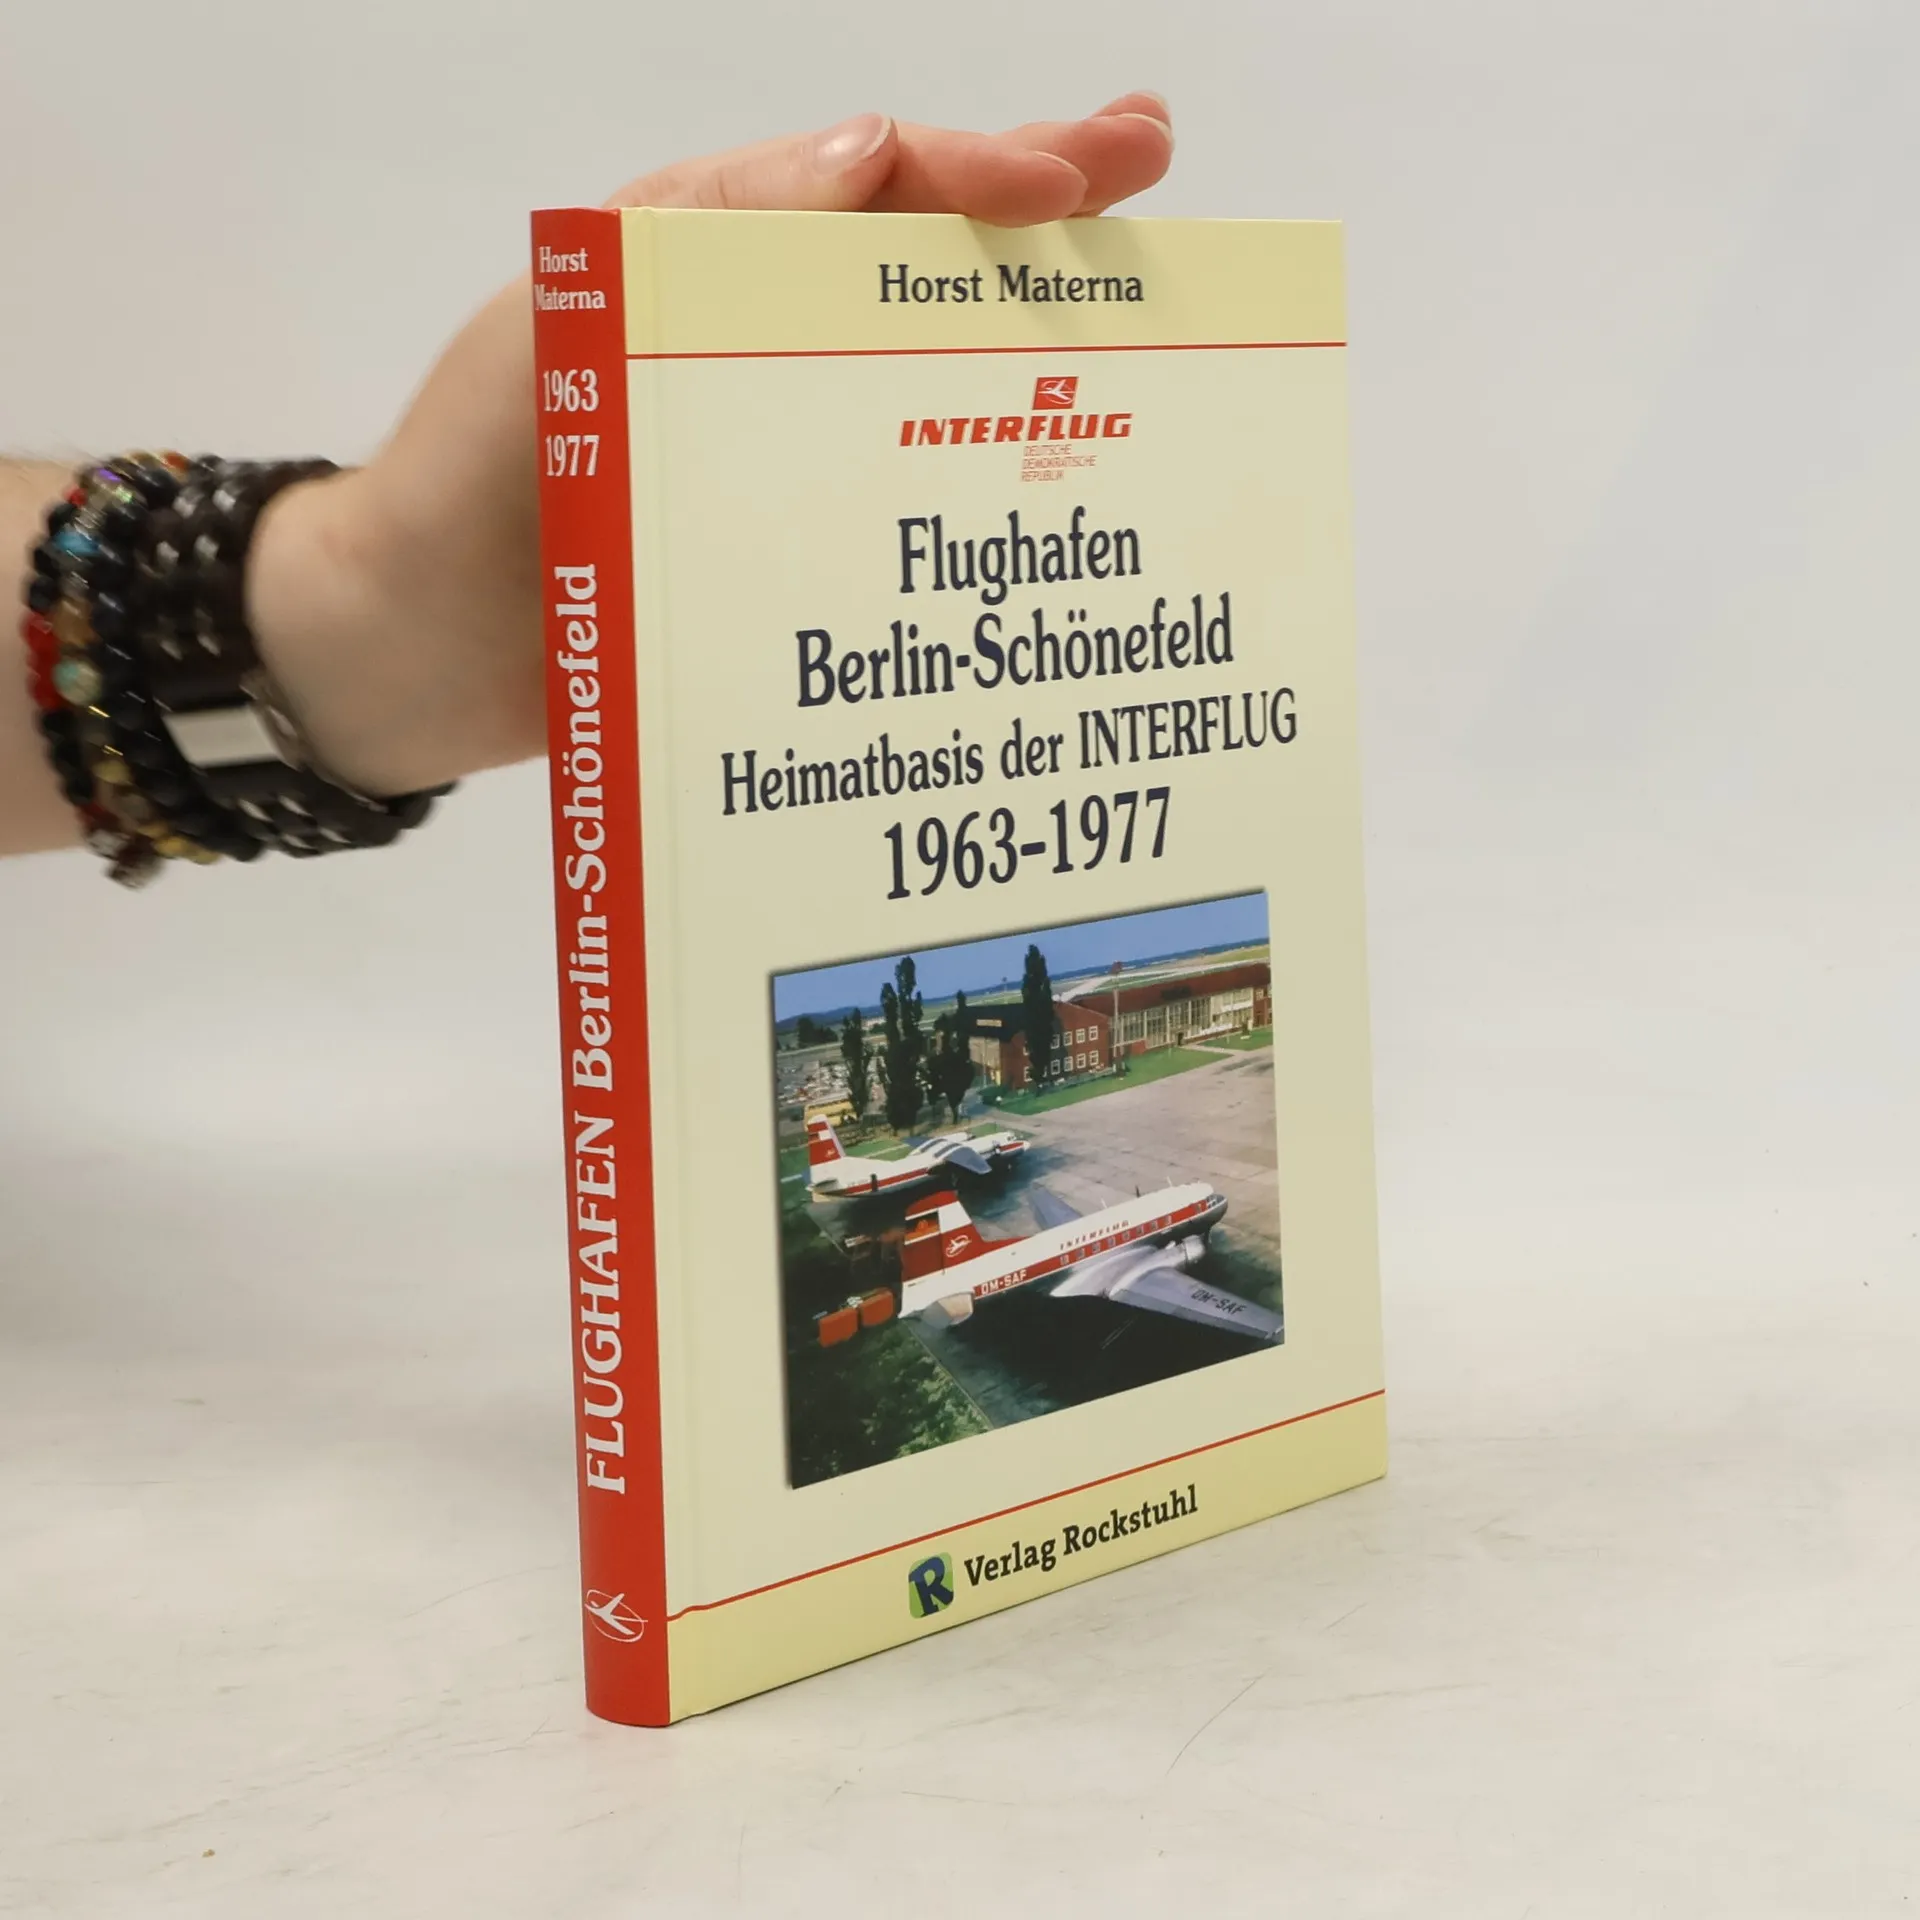 Horst
Materna
1963
1977
FLUGHAFEN Berlin-Schönefeld
Horst Materna
INTERFLUG
DEUTSCHE
DEMOKRATISCHE
REPUBLIK
Flughafen
Berlin-Schönefeld
Heimatbasis der INTERFLUG
1963–1977
INTERFLUG
DM-SAF
DM-SAF
R Verlag Rockstuhl